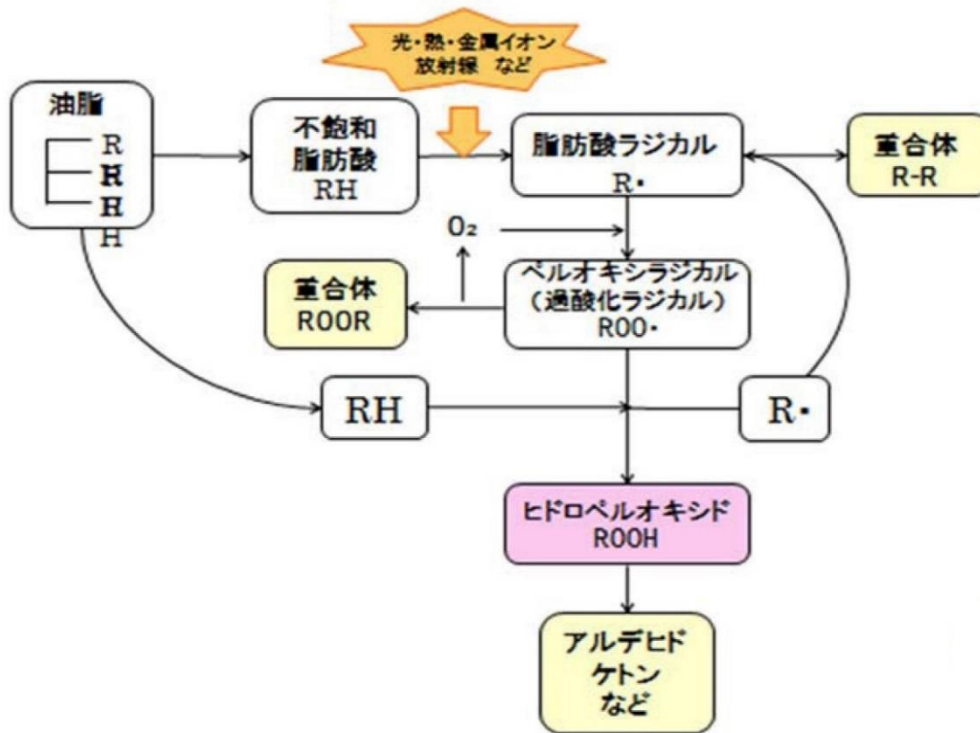 光・熱・金属イオン
放射線 など
油脂
R
H
H
H
不飽和
脂肪酸
RH
脂肪酸ラジカル
R・
重合体
R-R
O₂
重合体
ROOR
ペルオキシラジカル
(過酸化ラジカル)
ROO・
RH
R・
ヒドロペルオキシド
ROOH
アルデヒド
ケトン
など